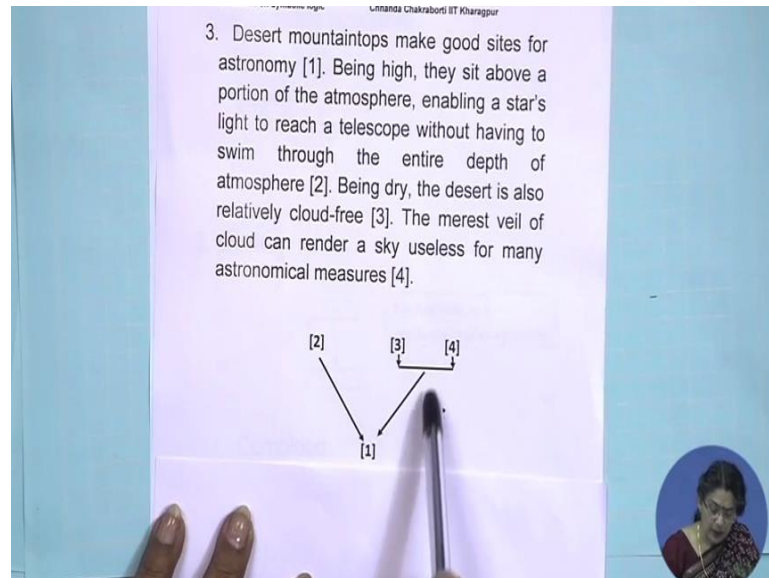 Symbolic logic Chhanda Chakraborti IIT Kharagpur
3. Desert mountaintops make good sites for
astronomy [1]. Being high, they sit above a
portion of the atmosphere, enabling a star's
light to reach a telescope without having to
swim through the entire depth of
atmosphere [2]. Being dry, the desert is also
relatively cloud-free [3]. The merest veil of
cloud can render a sky useless for many
astronomical measures [4].
[2] [3] [4]
[1]